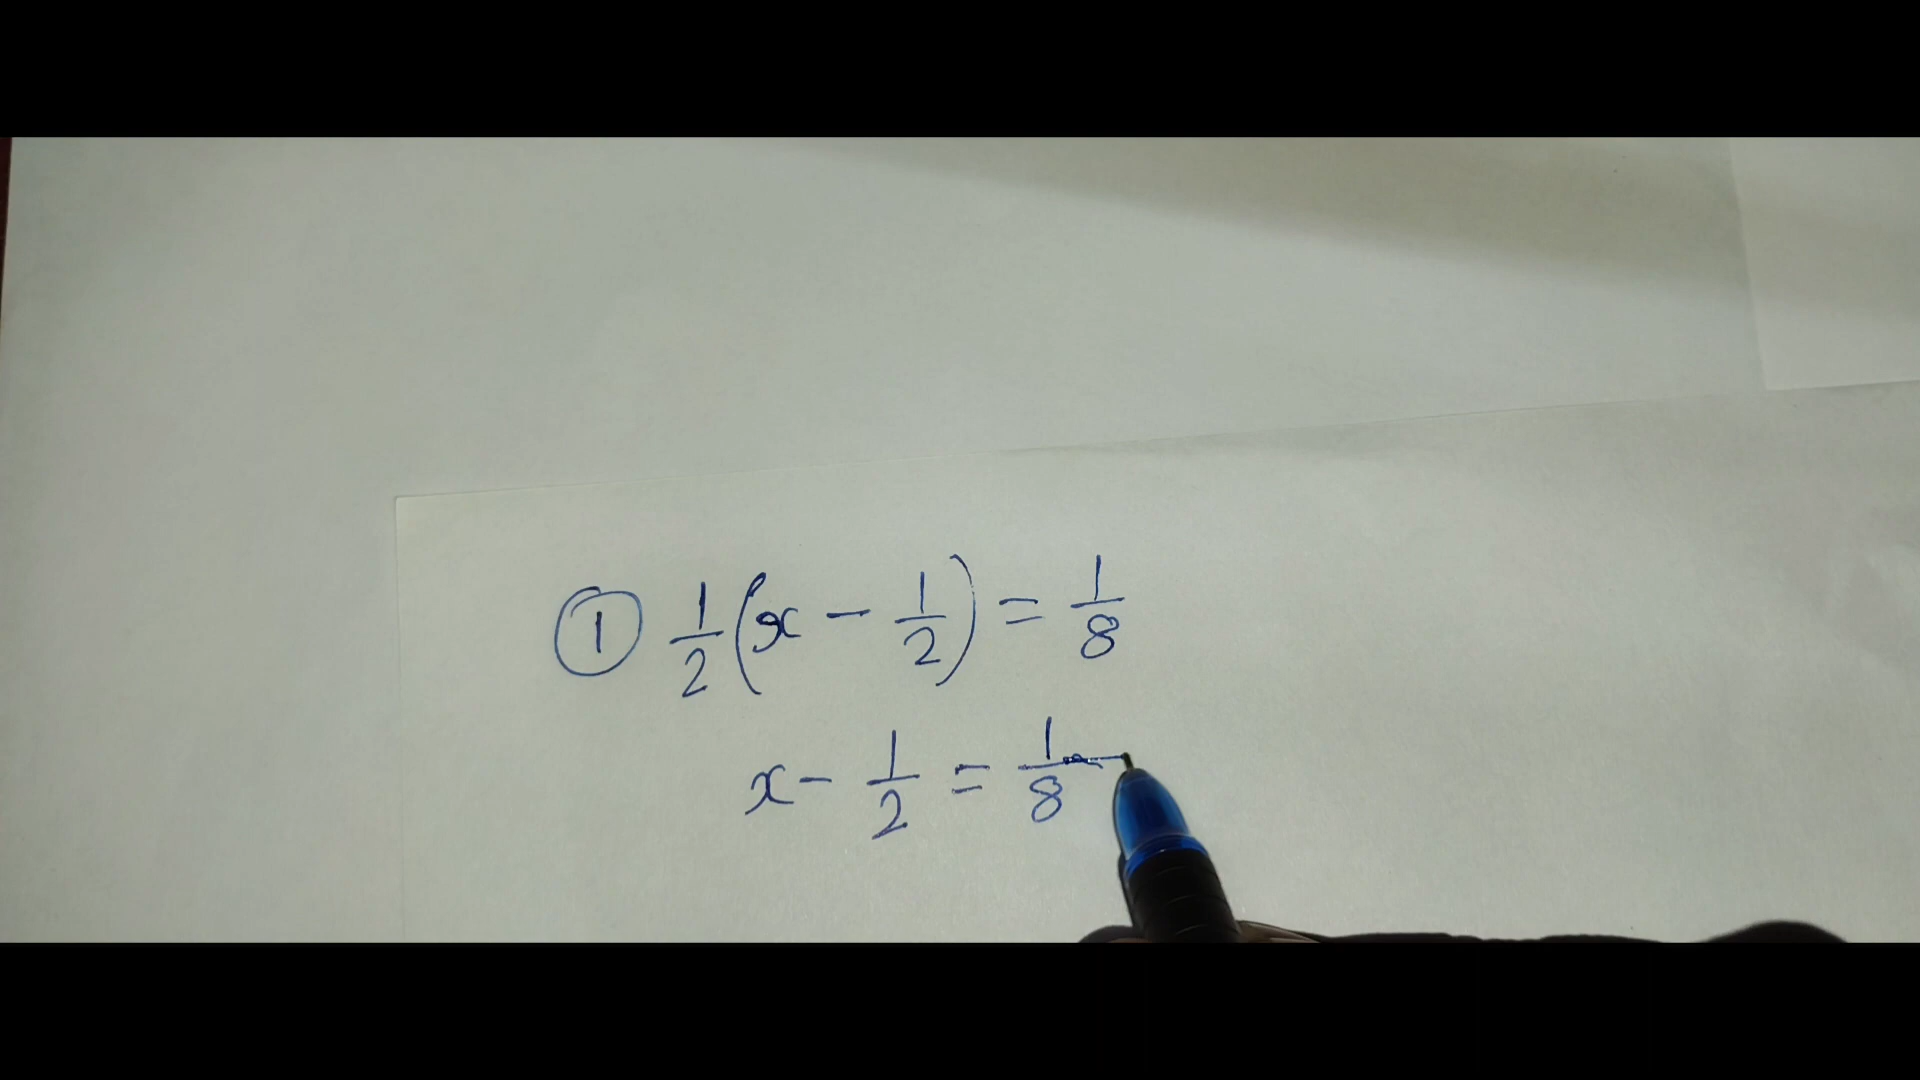 ① 1/2 (x - 1/2) = 1/8
x - 1/2 = 1/8